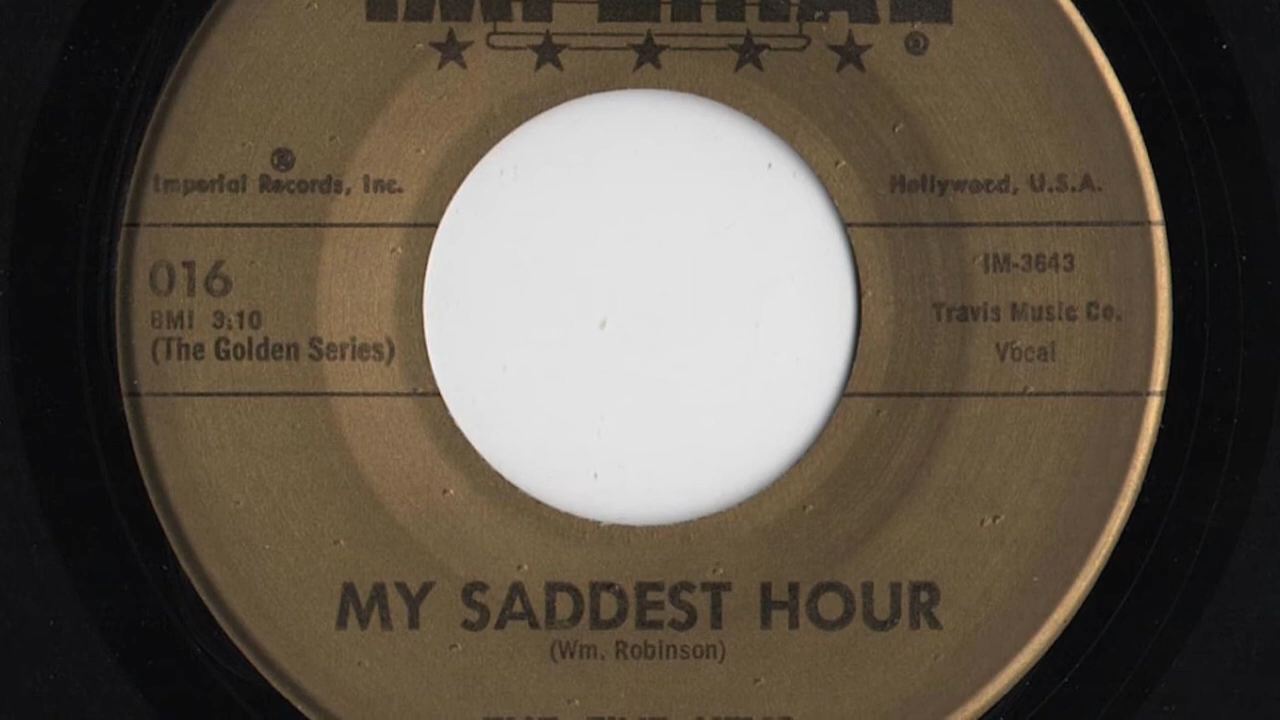 IMPERIAL
®
®
Imperial Records, Inc.
Hollywood, U.S.A.
016
BMI 3:10
(The Golden Series)
IM-3643
Travis Music Co.
Vocal
MY SADDEST HOUR
(Wm. Robinson)